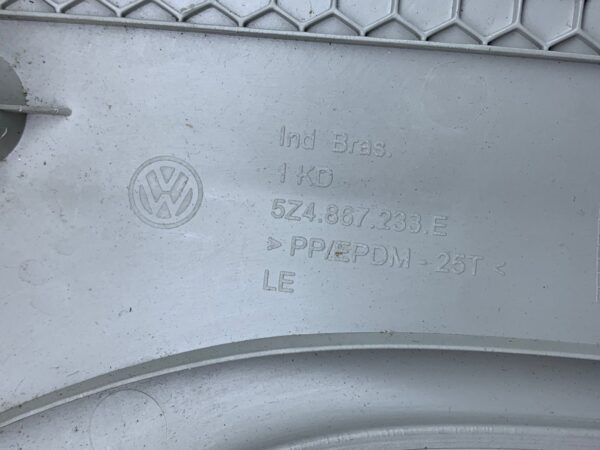 Ind Bras.
1 KD
5Z4.867.233.E
> PP/EPDM - 25T <
LE